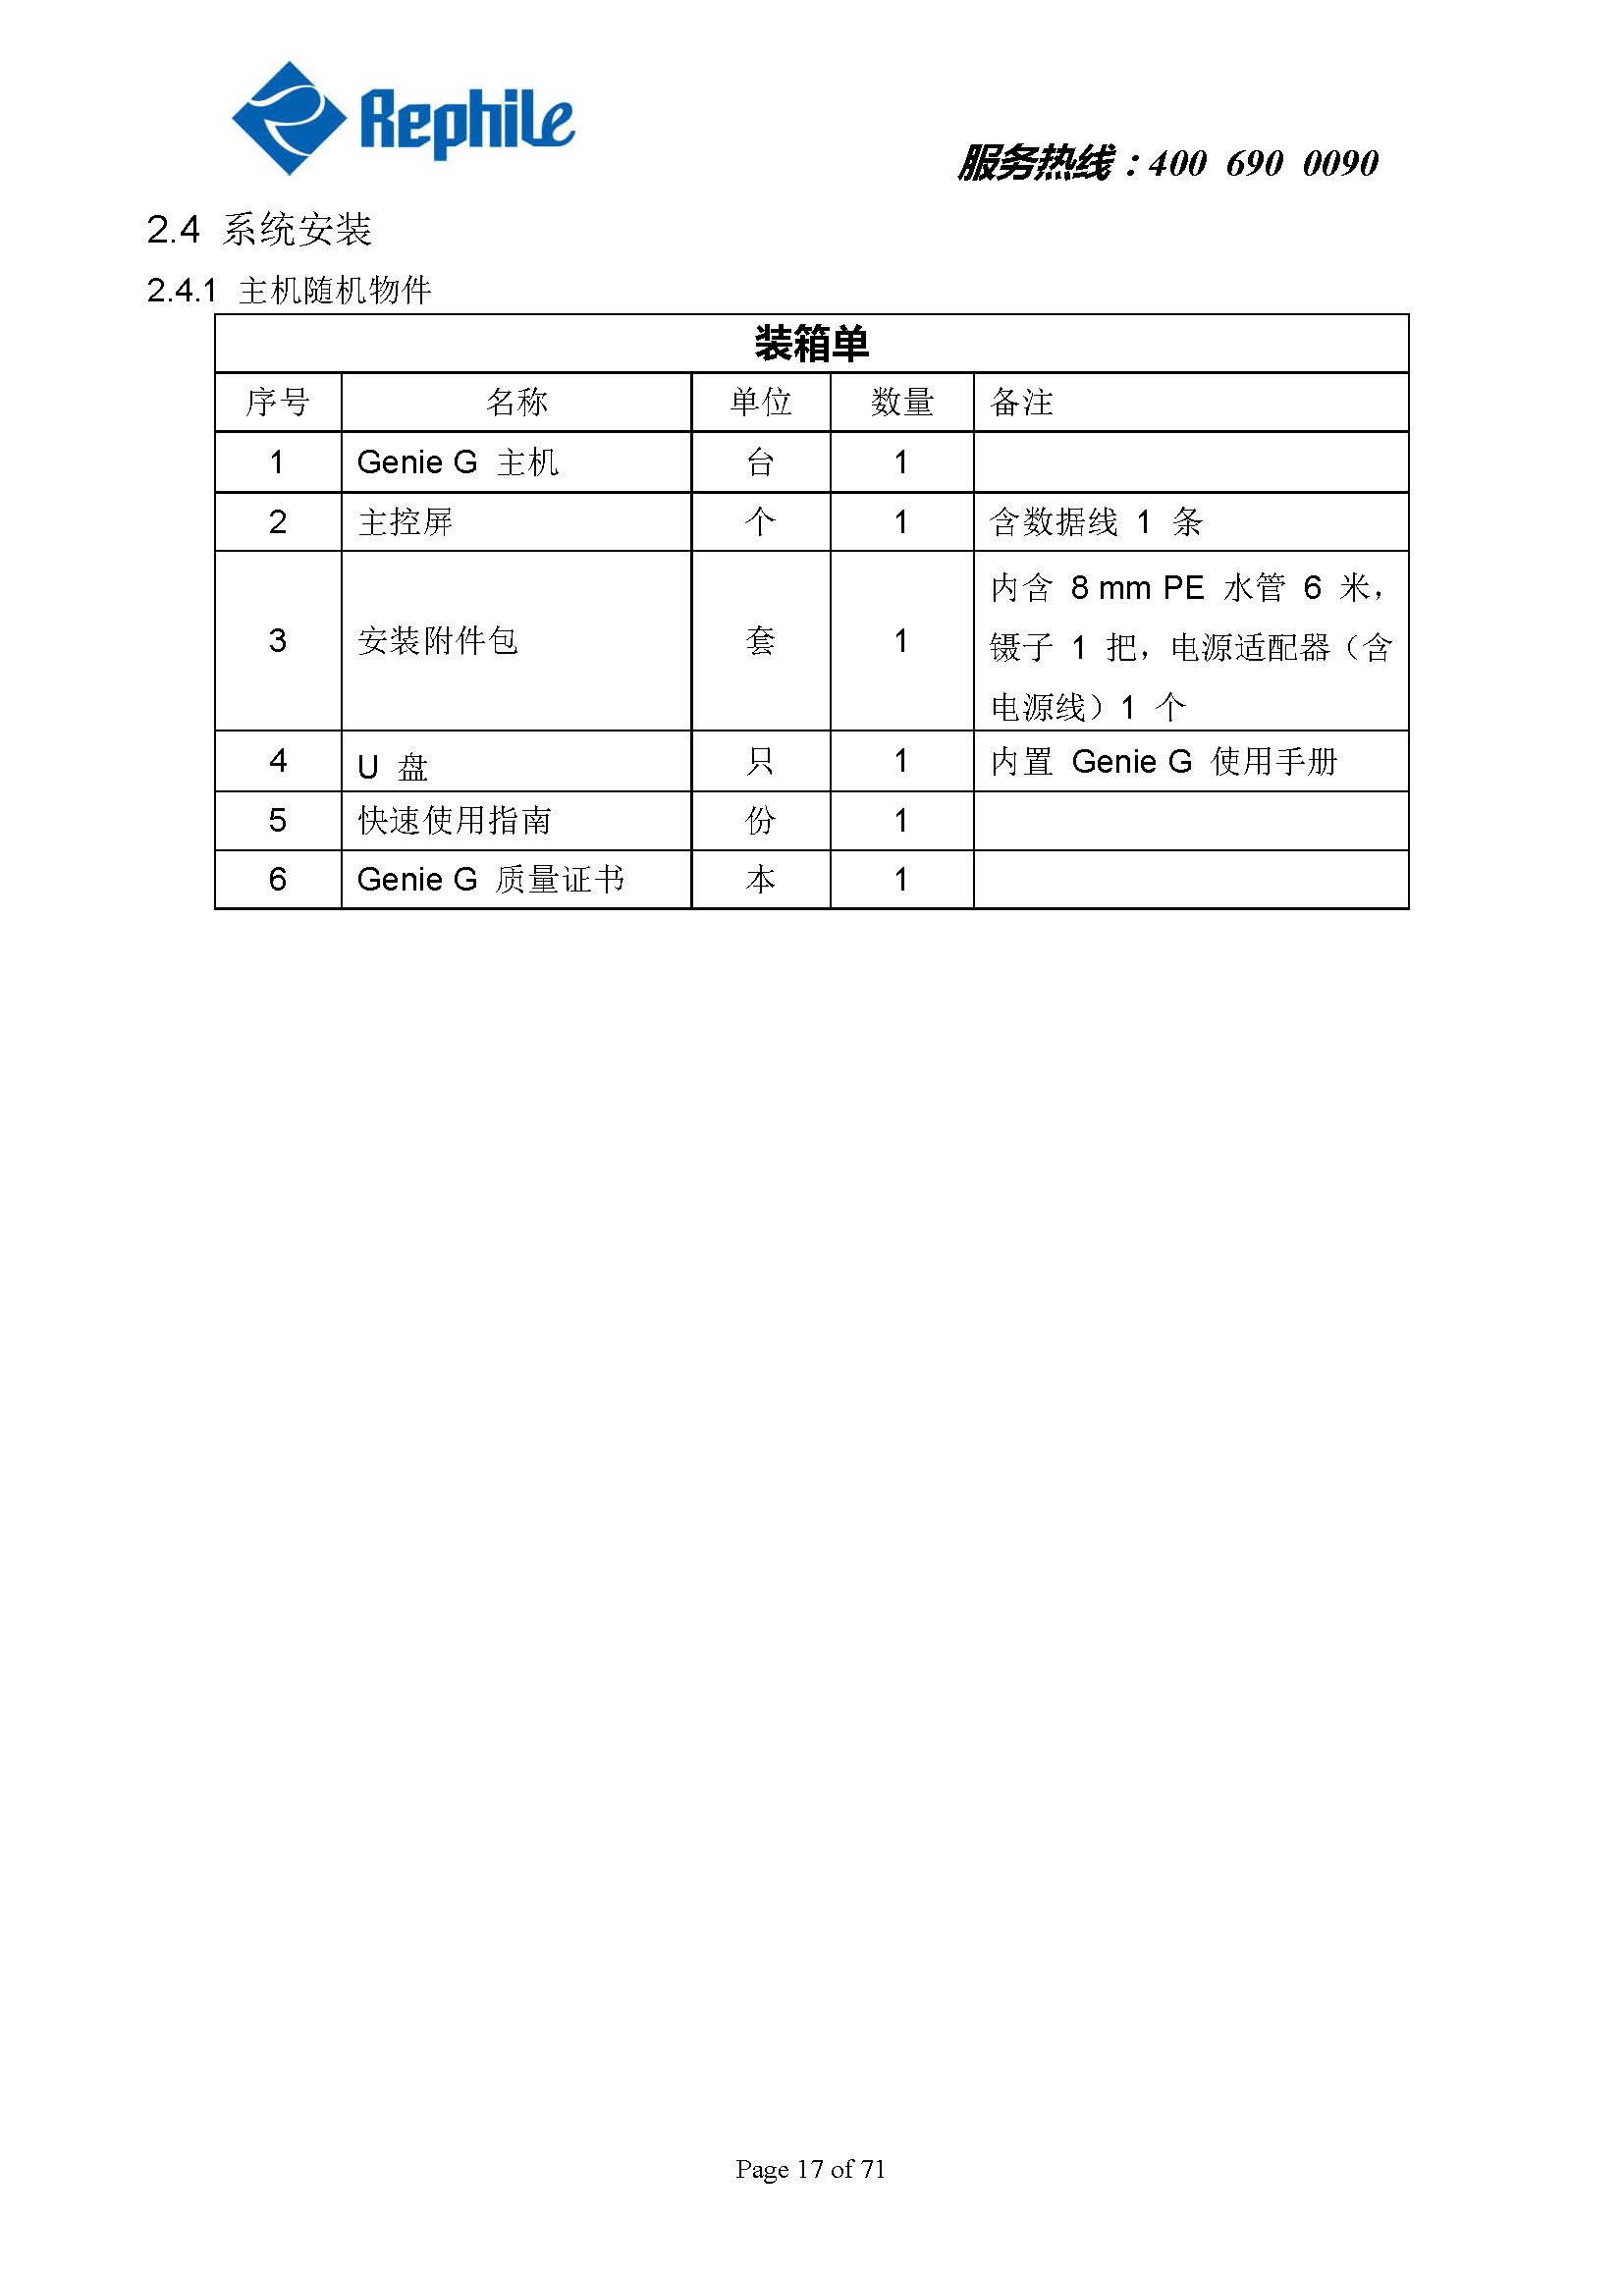 Rephile
服务热线：400 690 0090
2.4 系统安装
2.4.1 主机随机物件
装箱单
序号 名称 单位 数量 备注
1 Genie G 主机 台 1
2 主控屏 个 1 含数据线 1 条
3 安装附件包 套 1 内含 8 mm PE 水管 6 米，
镊子 1 把，电源适配器（含
电源线）1 个
4 U 盘 只 1 内置 Genie G 使用手册
5 快速使用指南 份 1
6 Genie G 质量证书 本 1
Page 17 of 71